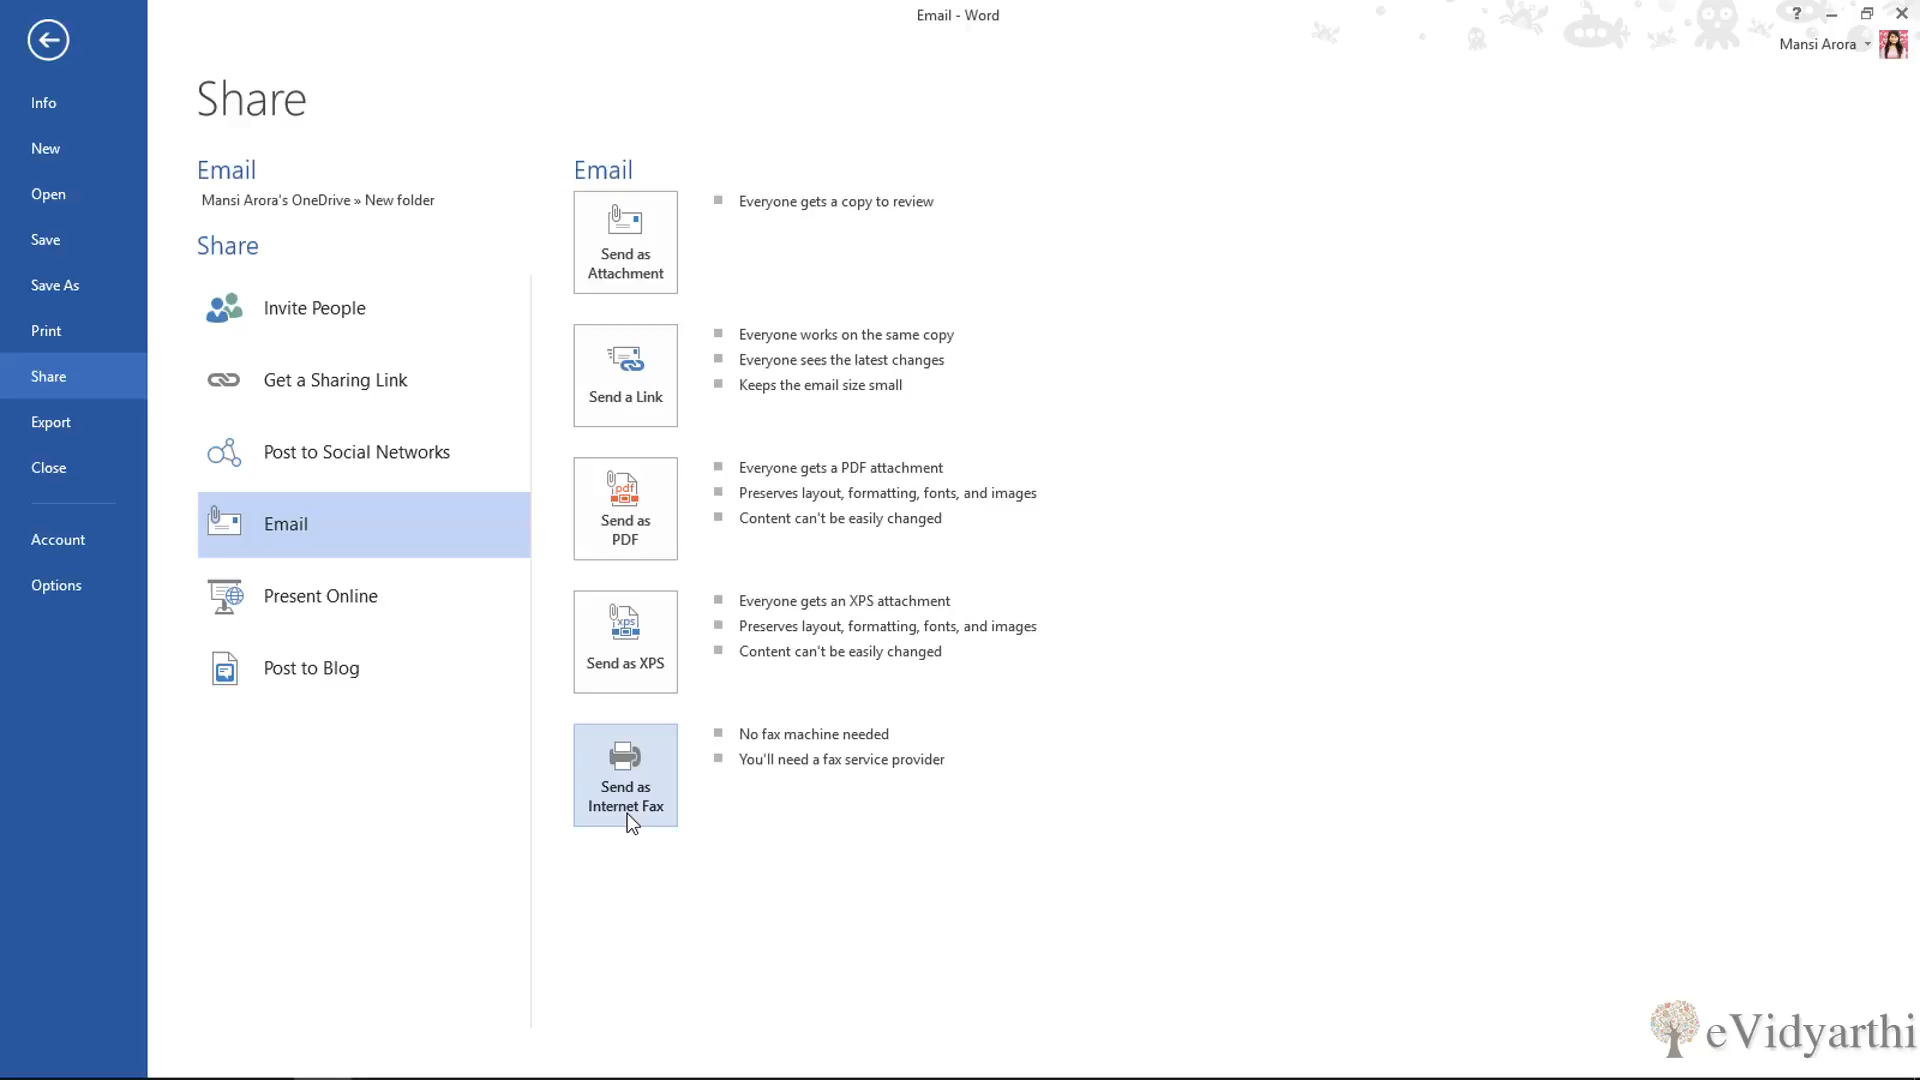 Email - Word
?
Mansi Arora
Info
New
Open
Save
Save As
Print
Share
Export
Close
Account
Options
Share
Email
Mansi Arora's OneDrive » New folder
Share
Invite People
Get a Sharing Link
Post to Social Networks
Email
Present Online
Post to Blog
Email
Send as
Attachment
Everyone gets a copy to review
Send a Link
Everyone works on the same copy
Everyone sees the latest changes
Keeps the email size small
pdf
Send as
PDF
Everyone gets a PDF attachment
Preserves layout, formatting, fonts, and images
Content can't be easily changed
xps
Send as XPS
Everyone gets an XPS attachment
Preserves layout, formatting, fonts, and images
Content can't be easily changed
Send as
Internet Fax
No fax machine needed
You'll need a fax service provider
eVidyarthi